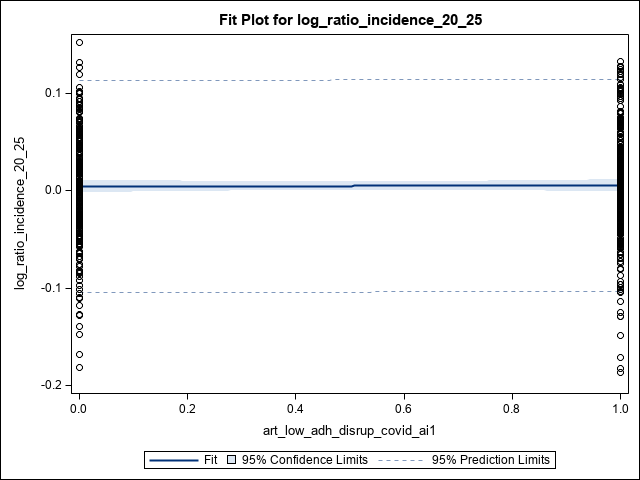 Fit Plot for log_ratio_incidence_20_25
log_ratio_incidence_20_25
0.1
0.0
-0.1
-0.2
0.0 0.2 0.4 0.6 0.8 1.0
art_low_adh_disrup_covid_ai1
Fit 95% Confidence Limits 95% Prediction Limits